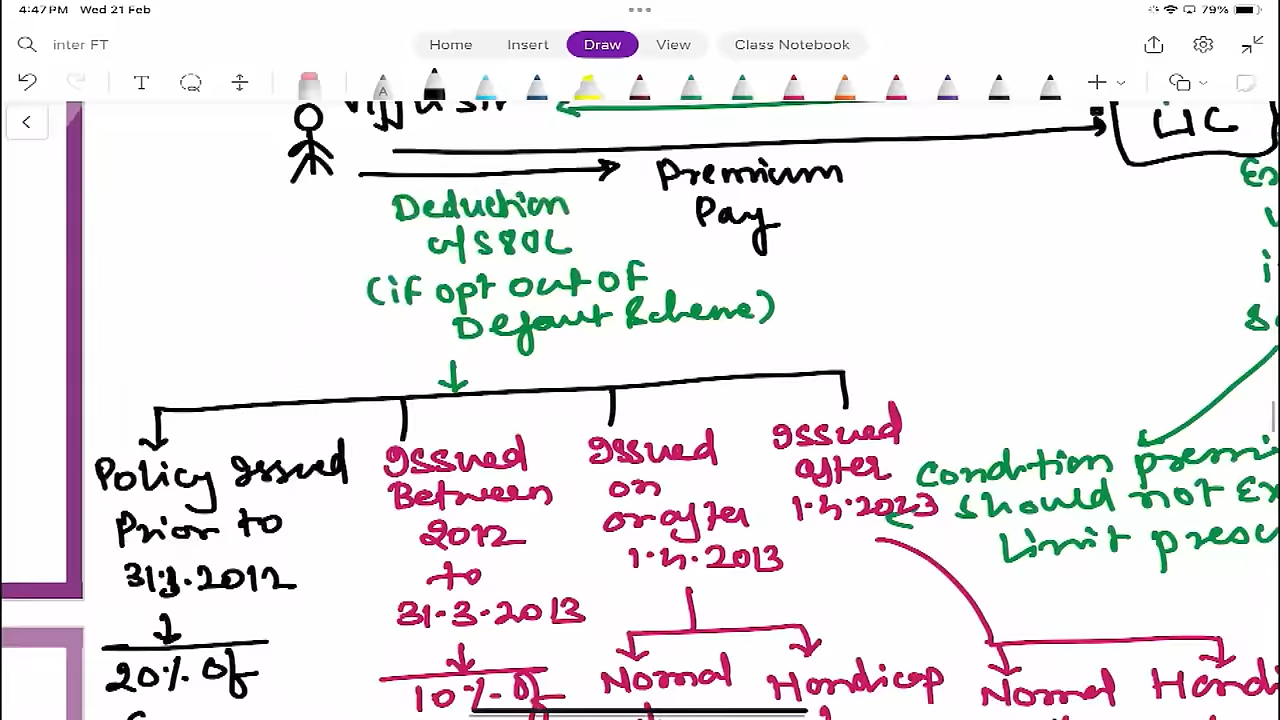 4:47PM Wed 21 Feb
79%
inter FT
Home Insert Draw View Class Notebook
T
A
LIC
Premium
Pay
Deduction
u/s 80C
(if opt out of
Default Scheme)
Policy Issued
Prior to
31.3.2012
20% of
Issued
Between
2012
to
31-3-2013
10% of
Issued
on
or after
1.4.2013
Normal
Handicap
Issued
after
1.4.2023
Normal
Handi
Condition premi
should not Ex
Limit presc